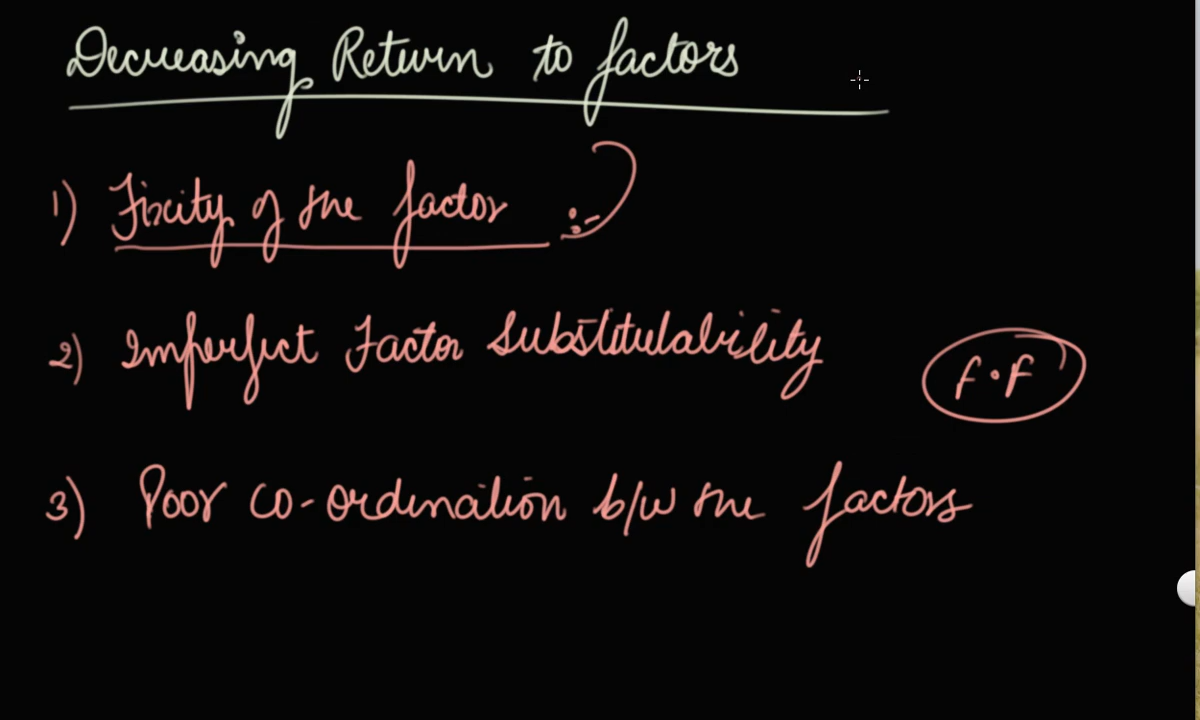 Decreasing Return to factors
1) Fixity of the factor :-
2) Imperfect Factor Substitutability
f.f
3) Poor co-ordination b/w the factors